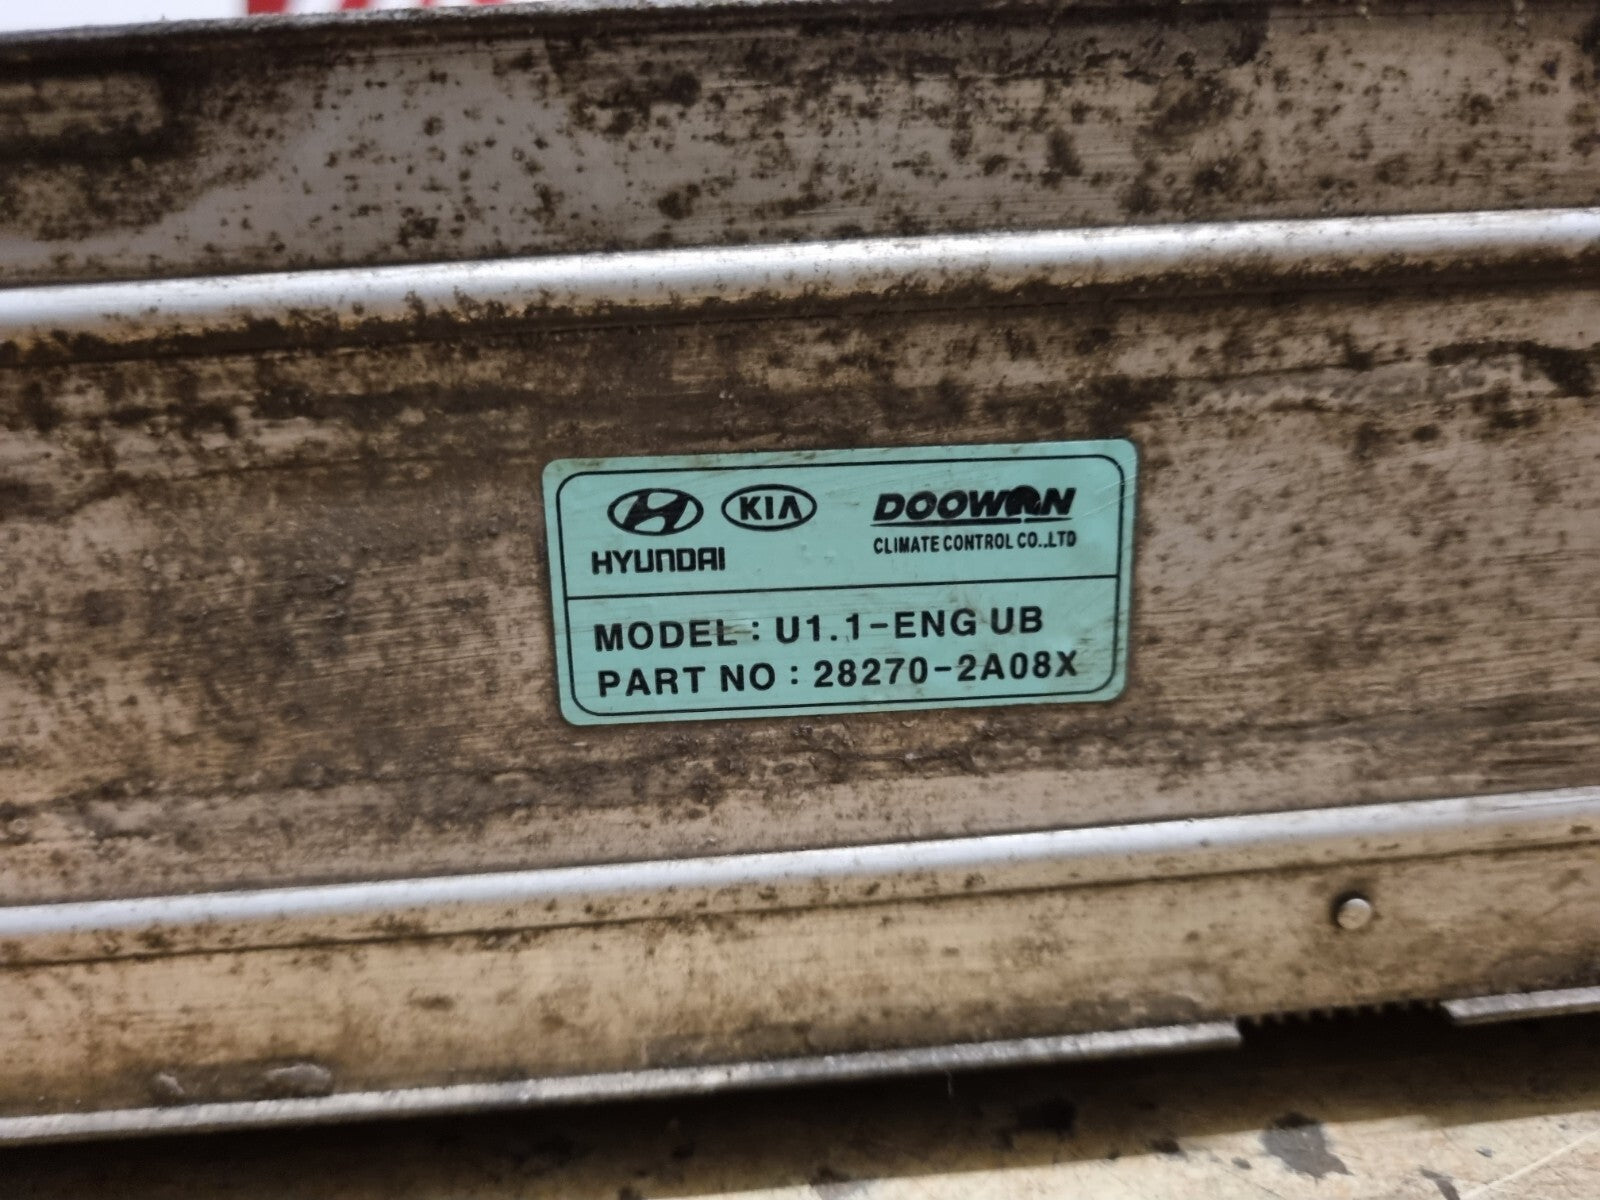 KIA DOOWON
HYUNDAI CLIMATE CONTROL CO.,LTD
MODEL : U1.1-ENG UB
PART NO : 28270-2A08X